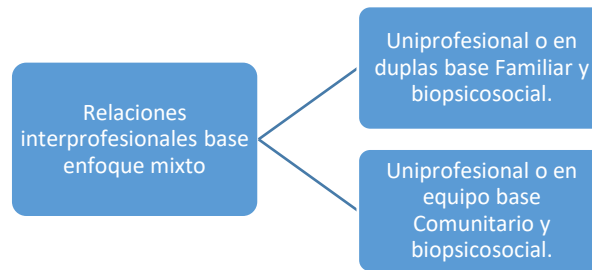 Relaciones
interprofesionales base
enfoque mixto
Uniprofesional o en
duplas base Familiar y
biopsicosocial.
Uniprofesional o en
equipo base
Comunitario y
biopsicosocial.